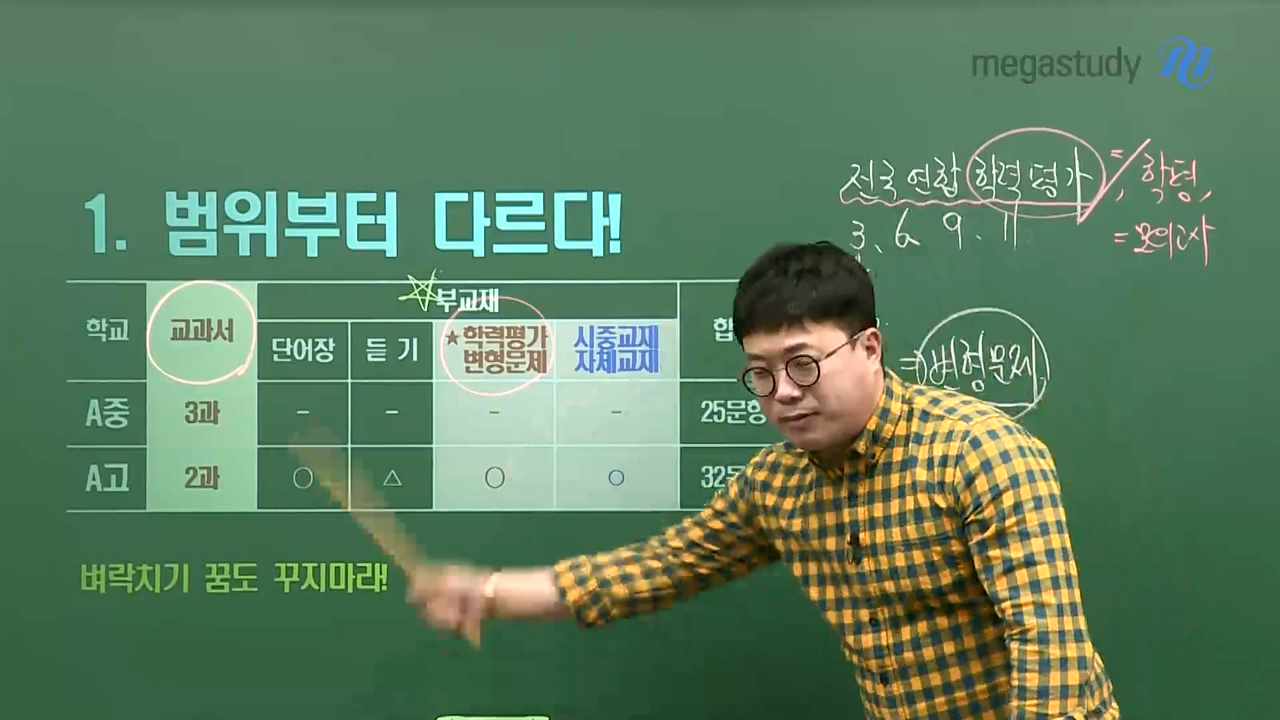 megastudy
전국연합 학력평가 =, 학평,
3、6、9、11
= 모의고사
1. 범위부터 다르다!
부교재
학교
교과서
단어장
듣기
★학력평가
변형문제
시중교재
자체교재
합
⇒ 변형문제,
A중 3과 - - - - 25문항
A고 2과 ○ △ ○ ○ 32
벼락치기 꿈도 꾸지마라!